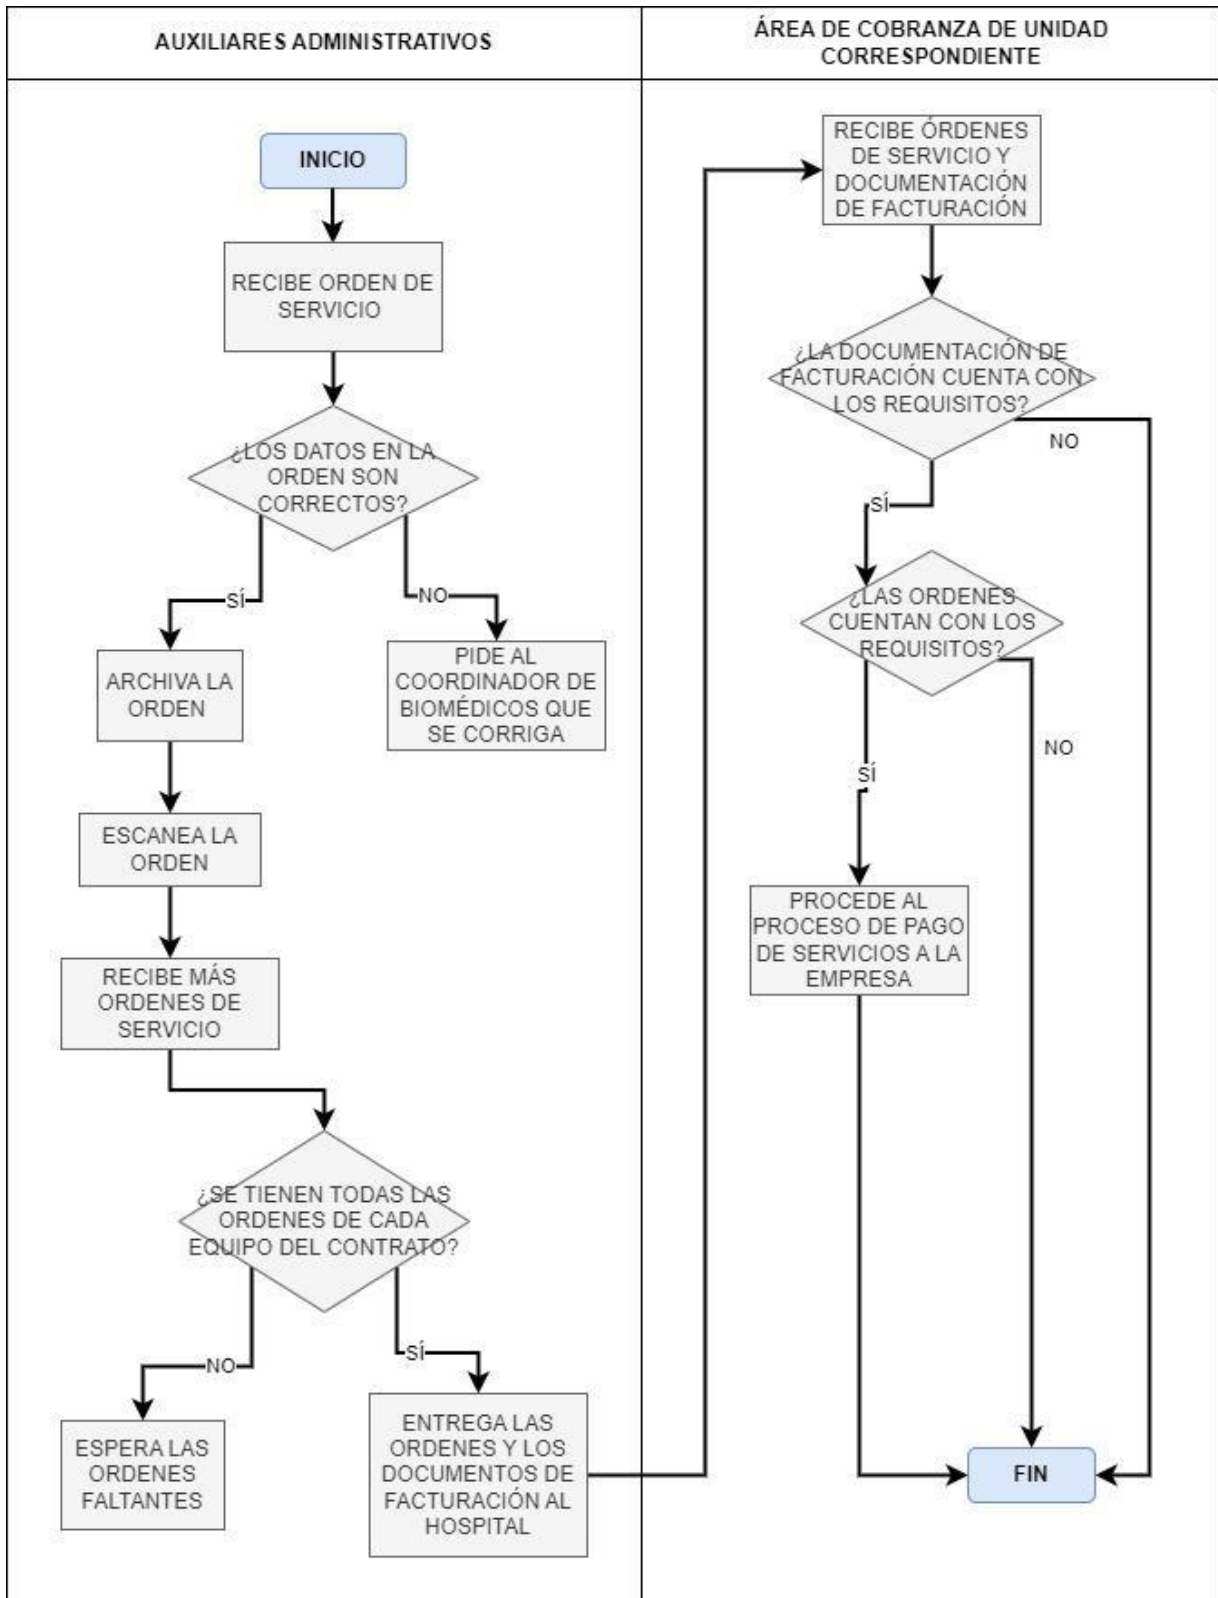 AUXILIARES ADMINISTRATIVOS
ÁREA DE COBRANZA DE UNIDAD
CORRESPONDIENTE
INICIO
RECIBE ORDEN DE
SERVICIO
¿LOS DATOS EN LA
ORDEN SON
CORRECTOS?
SÍ
NO
ARCHIVA LA
ORDEN
PIDE AL
COORDINADOR DE
BIOMÉDICOS QUE
SE CORRIGA
ESCANEA LA
ORDEN
RECIBE MÁS
ORDENES DE
SERVICIO
¿SE TIENEN TODAS LAS
ORDENES DE CADA
EQUIPO DEL CONTRATO?
NO
SÍ
ESPERA LAS
ORDENES
FALTANTES
ENTREGA LAS
ORDENES Y LOS
DOCUMENTOS DE
FACTURACIÓN AL
HOSPITAL
RECIBE ÓRDENES
DE SERVICIO Y
DOCUMENTACIÓN
DE FACTURACIÓN
¿LA DOCUMENTACIÓN DE
FACTURACIÓN CUENTA CON
LOS REQUISITOS?
NO
SÍ
¿LAS ORDENES
CUENTAN CON LOS
REQUISITOS?
NO
SÍ
PROCEDE AL
PROCESO DE PAGO
DE SERVICIOS A LA
EMPRESA
FIN